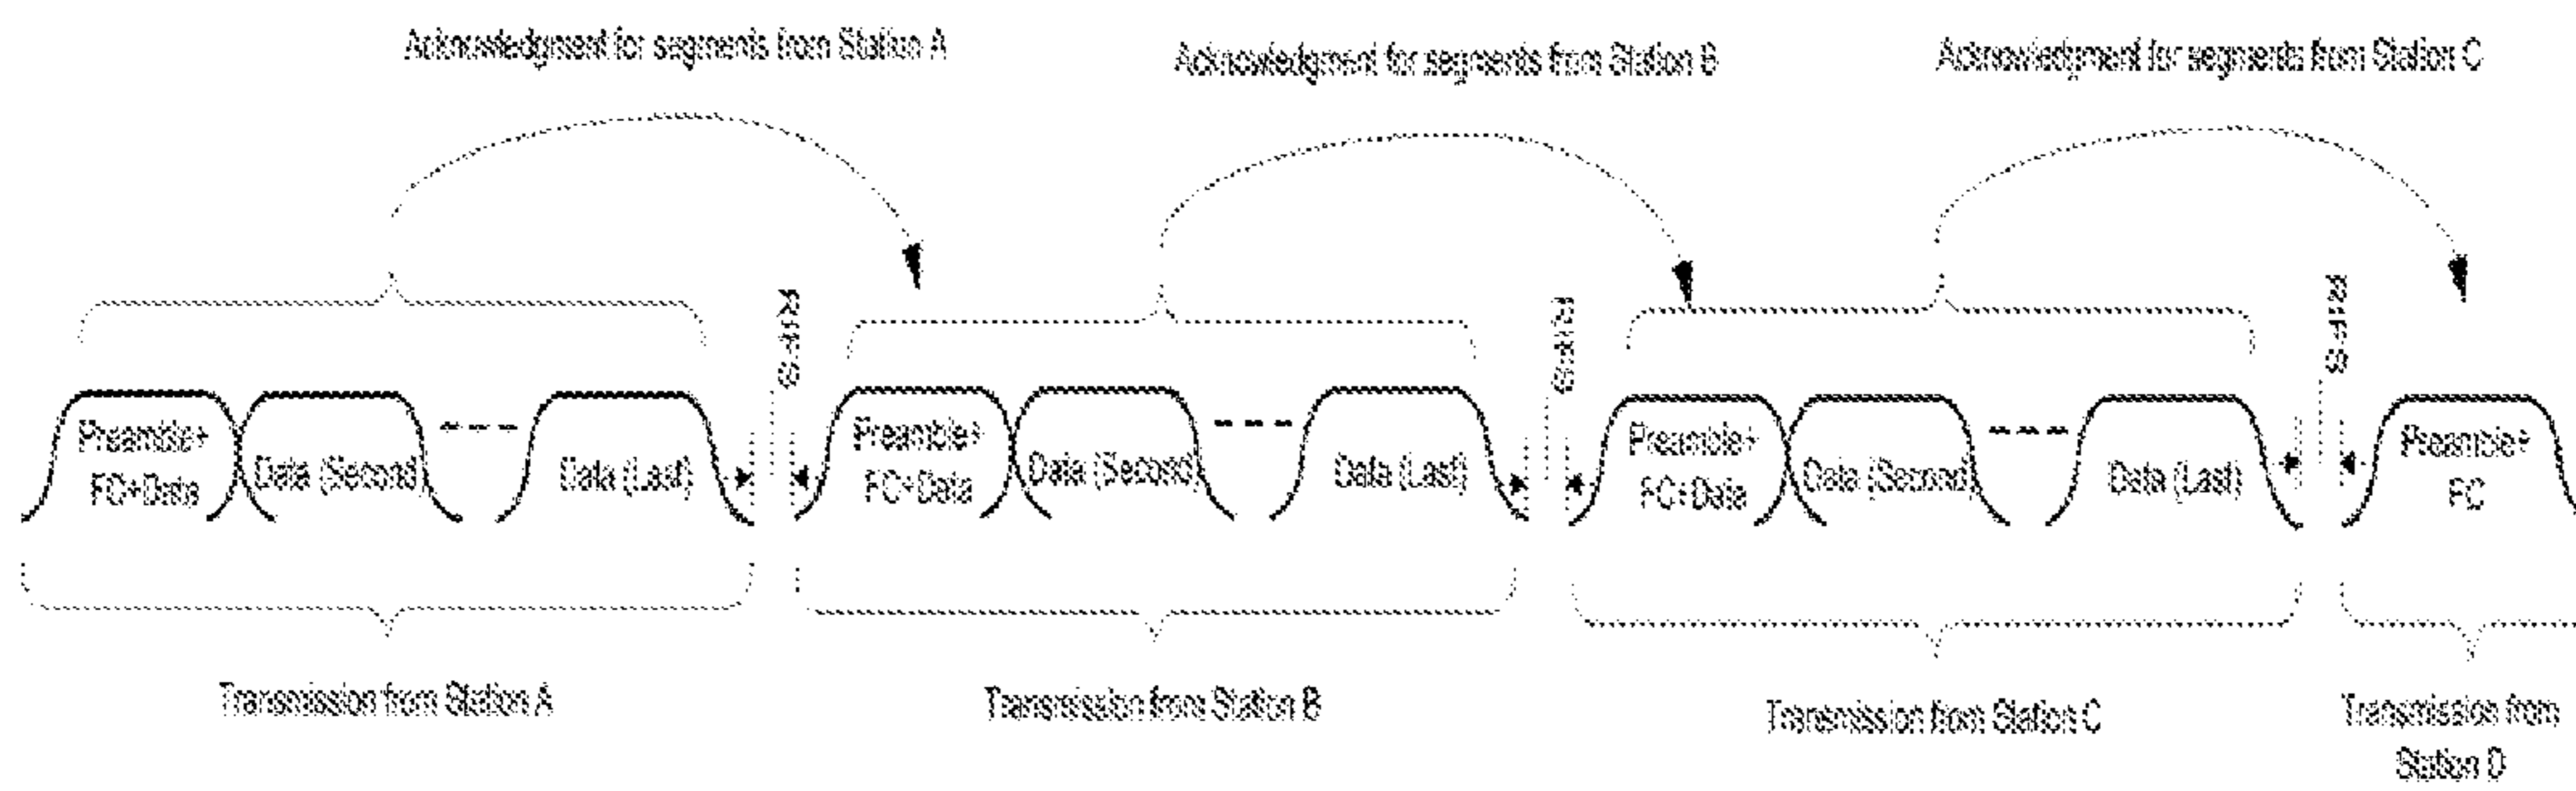 Acknowledgment for segments from Station A
Acknowledgment for segments from Station B
Acknowledgment for segments from Station C
RIFS
RIFS
RIFS
Preamble+
FC+Data
Data (Second)
Data (Last)
Preamble+
FC+Data
Data (Second)
Data (Last)
Preamble+
FC+Data
Data (Second)
Data (Last)
Preamble+
FC
Transmission from Station A
Transmission from Station B
Transmission from Station C
Transmission from
Station D